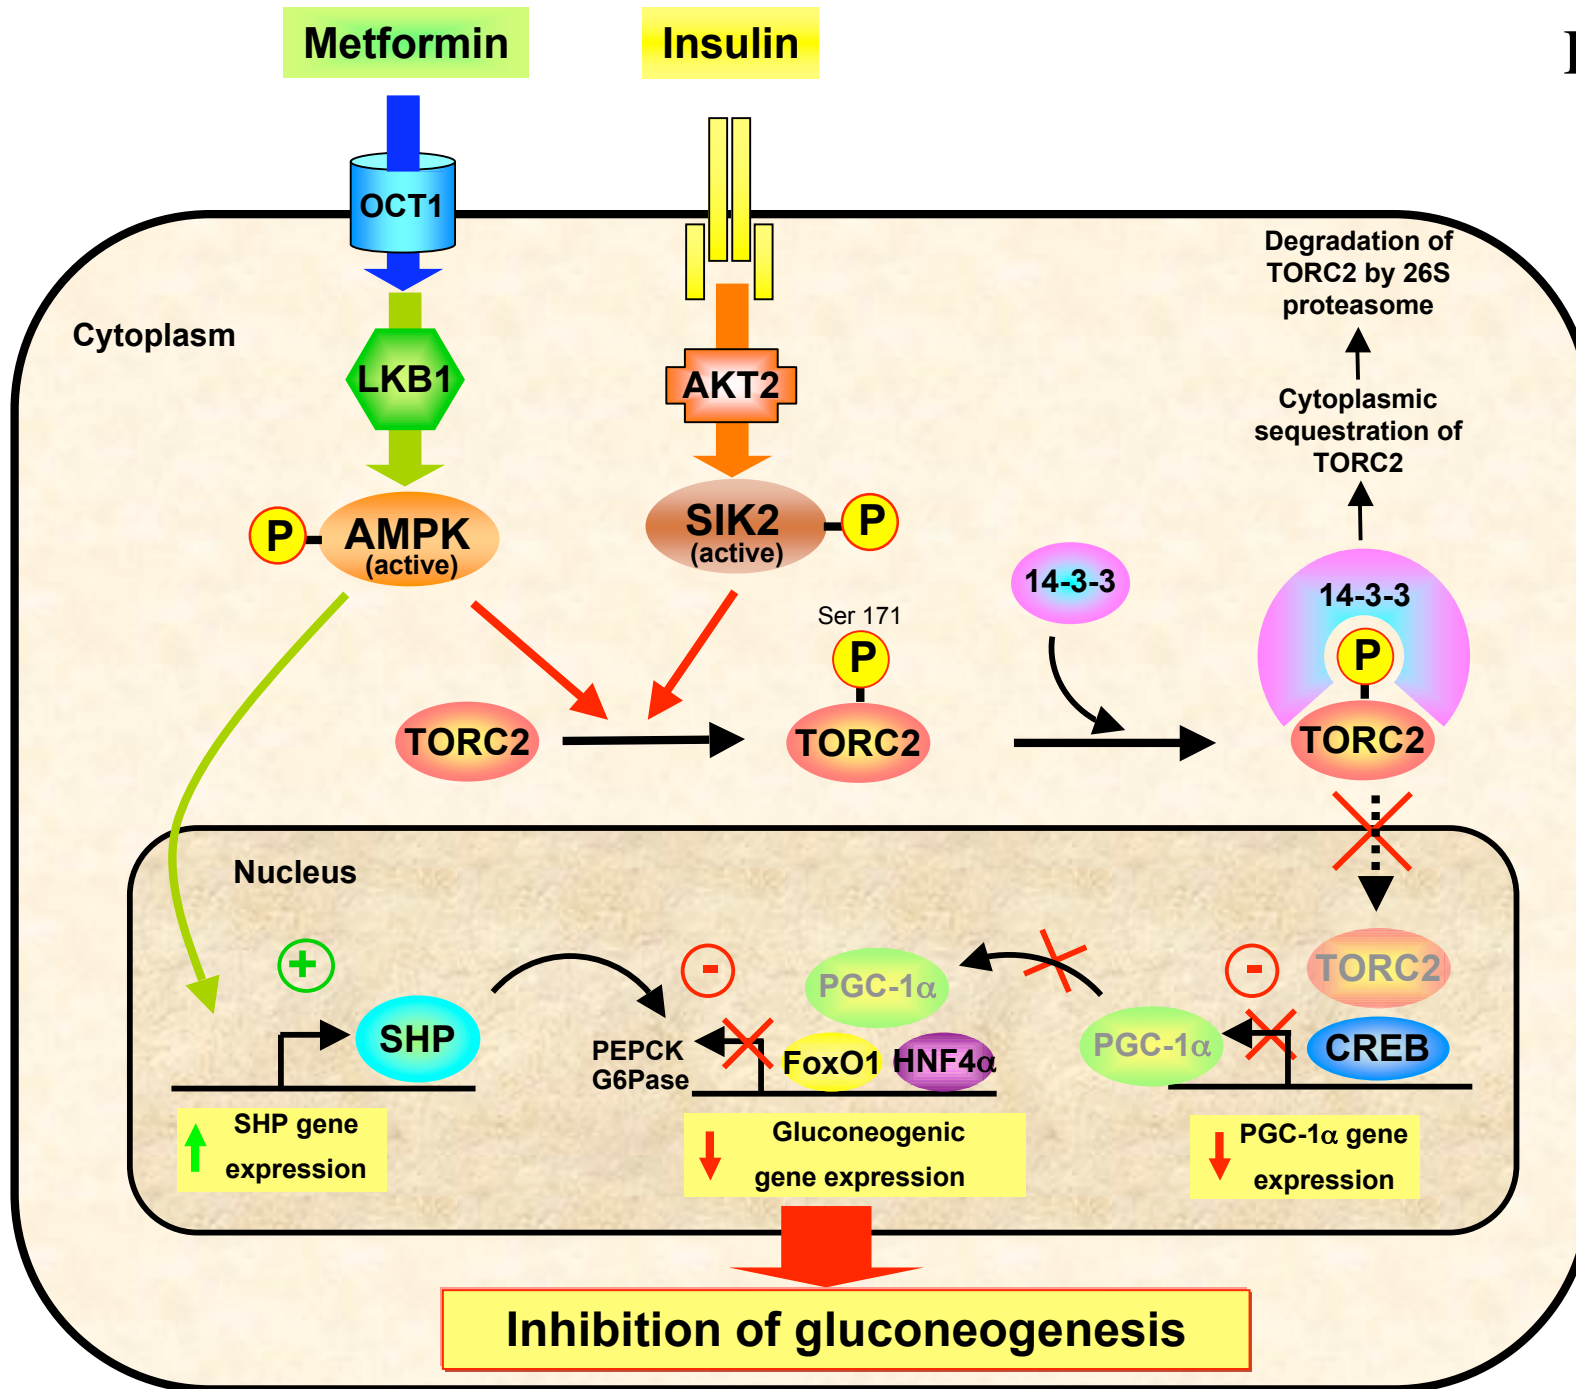 Metformin
Insulin
OCT1
Degradation of
TORC2 by 26S
proteasome
Cytoplasm
LKB1
AKT2
Cytoplasmic
sequestration of
TORC2
P
AMPK
(active)
SIK2
(active)
P
14-3-3
14-3-3
Ser 171
P
P
TORC2
TORC2
TORC2
Nucleus
+
-
PGC-1α
-
TORC2
SHP
PEPCK
G6Pase
FoxO1
HNF4α
PGC-1α
CREB
SHP gene
expression
Gluconeogenic
gene expression
PGC-1α gene
expression
Inhibition of gluconeogenesis